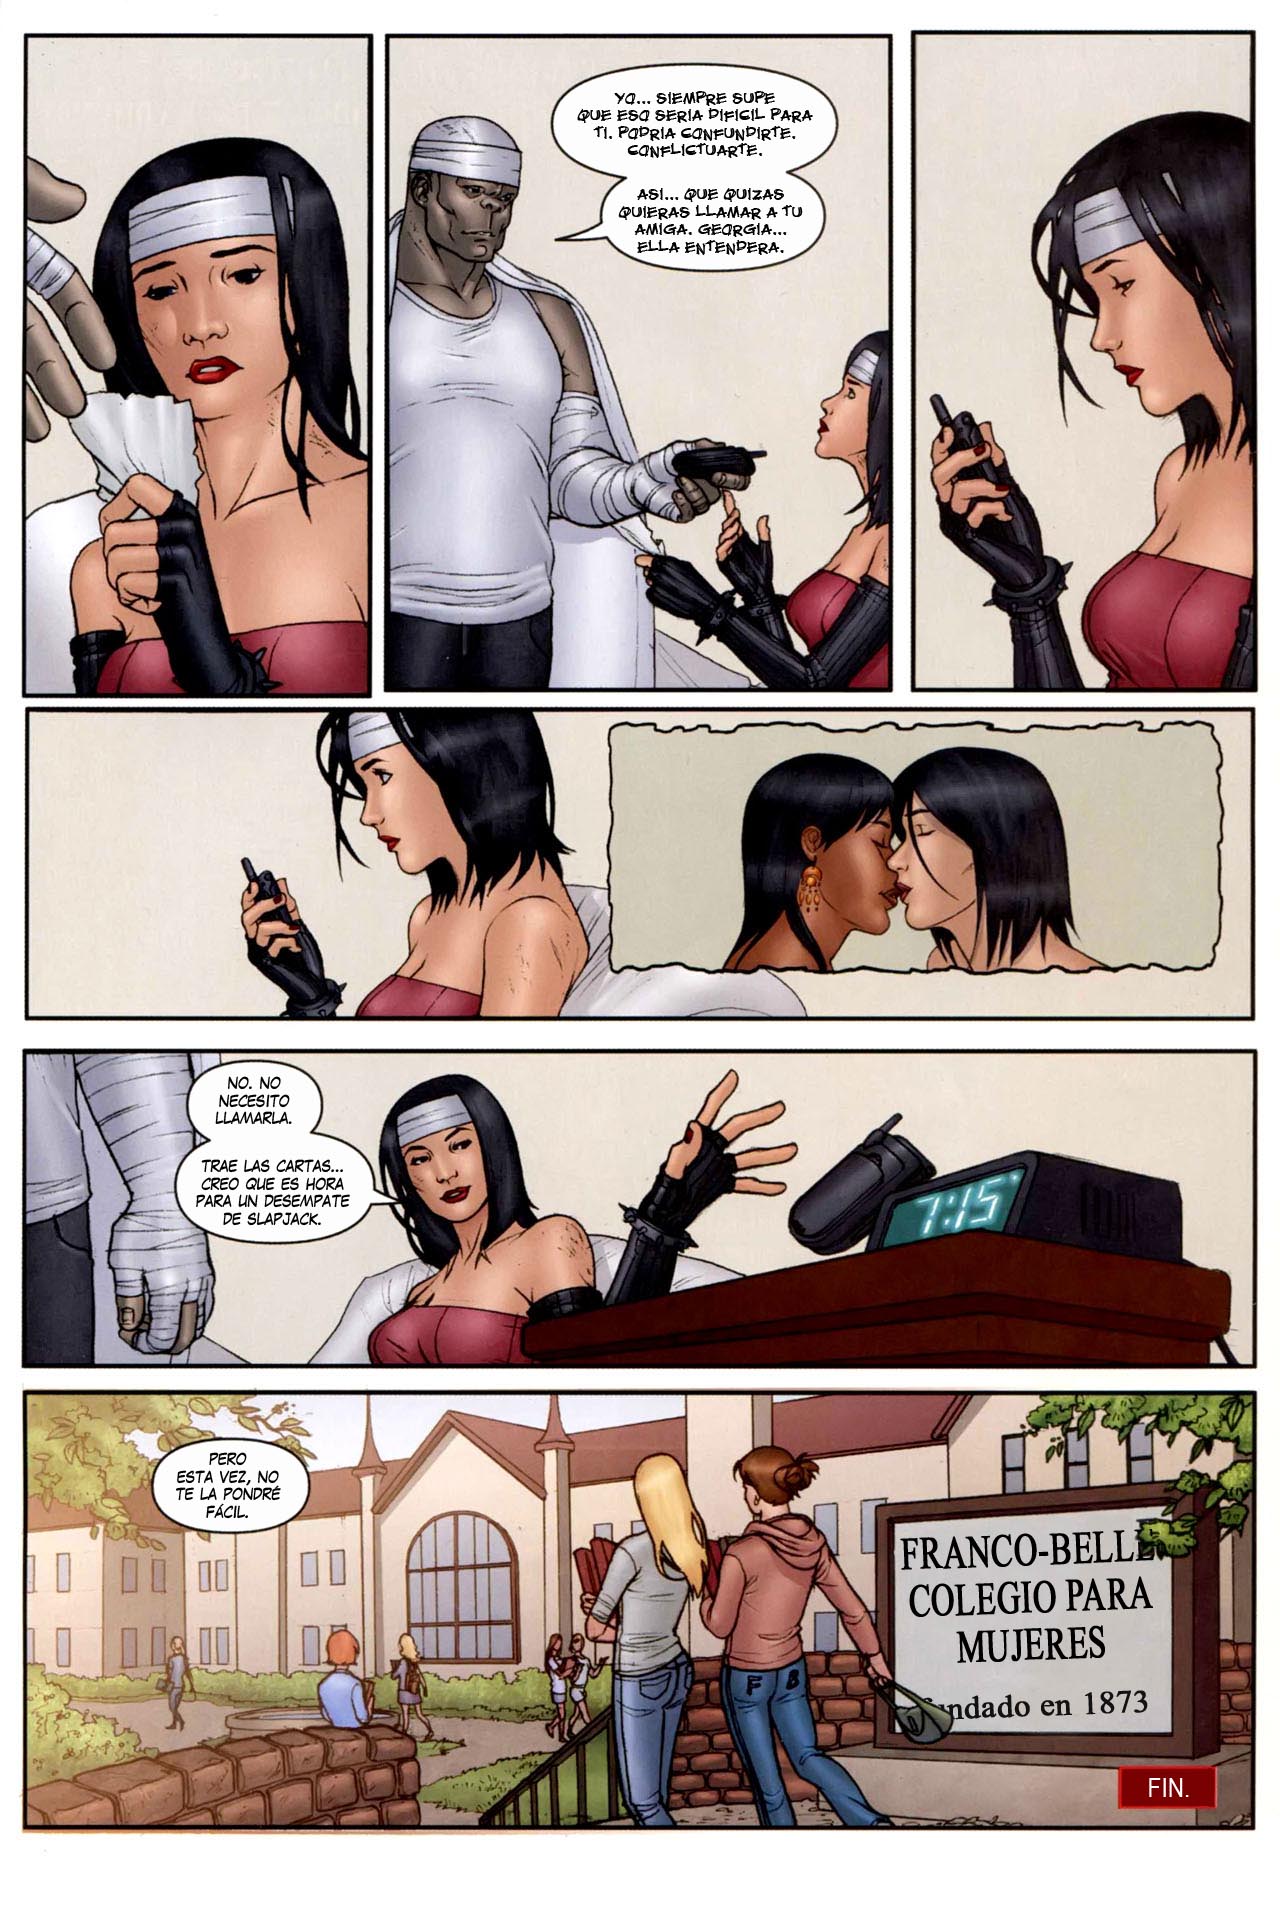 YO... SIEMPRE SUPE
QUE ESO SERIA DIFICIL PARA
TI. PODRIA CONFUNDIRTE.
CONFLICTUARTE.
ASI... QUE QUIZAS
QUIERAS LLAMAR A TU
AMIGA. GEORGIA...
ELLA ENTENDERA.
NO. NO
NECESITO
LLAMARLA.
TRAE LAS CARTAS...
CREO QUE ES HORA
PARA UN DESEMPATE
DE SLAPJACK.
7:15
PERO
ESTA VEZ, NO
TE LA PONDRÉ
FÁCIL.
FRANCO-BELLE
COLEGIO PARA
MUJERES
fundado en 1873
F B
FIN.